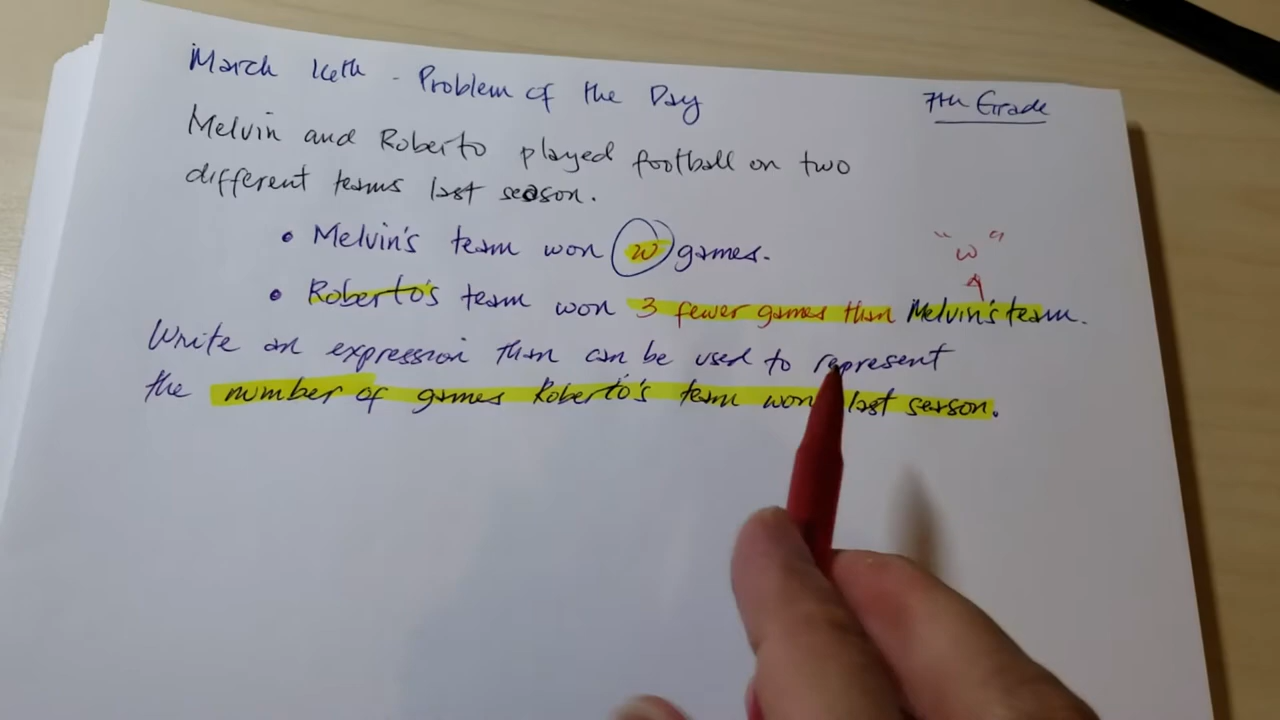 March 16th - Problem of the Day
7th Grade
Melvin and Roberto played football on two
different teams last season.
• Melvin's team won w games.
"w"
• Roberto's team won 3 fewer games than Melvin's team.
Write an expression than can be used to represent
the number of games Roberto's team won last season.